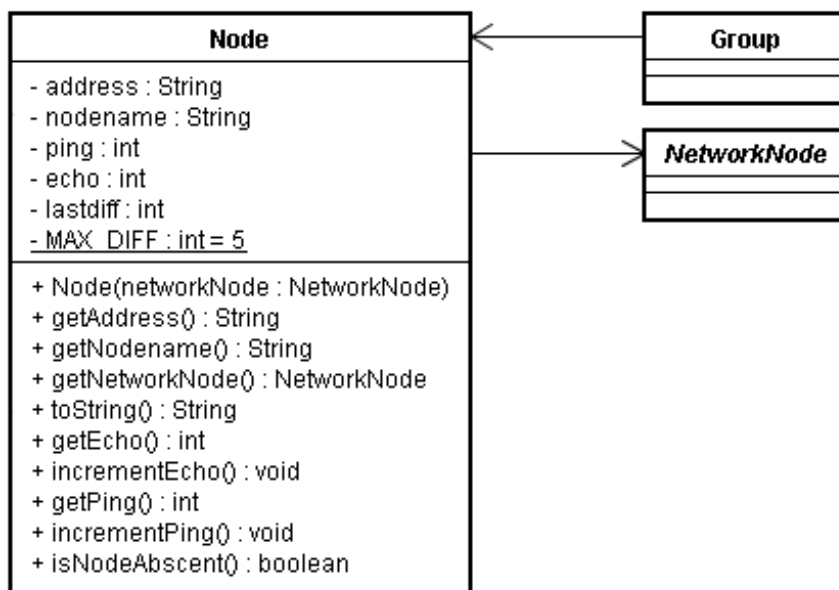 Node
- address : String
- nodename : String
- ping : int
- echo : int
- lastdiff : int
- MAX_DIFF : int = 5
+ Node(networkNode : NetworkNode)
+ getAddress() : String
+ getNodename() : String
+ getNetworkNode() : NetworkNode
+ toString() : String
+ getEcho() : int
+ incrementEcho() : void
+ getPing() : int
+ incrementPing() : void
+ isNodeAbscent() : boolean
Group
NetworkNode